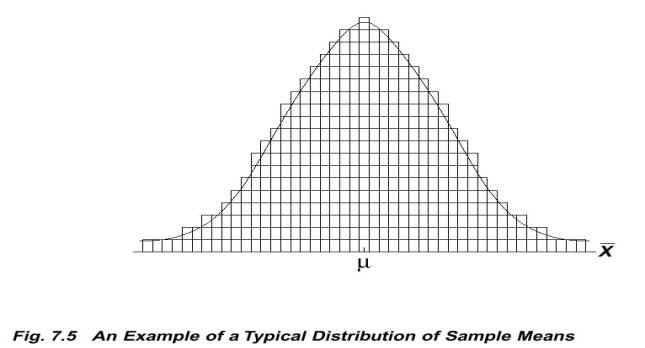 x̅
μ
Fig. 7.5 An Example of a Typical Distribution of Sample Means